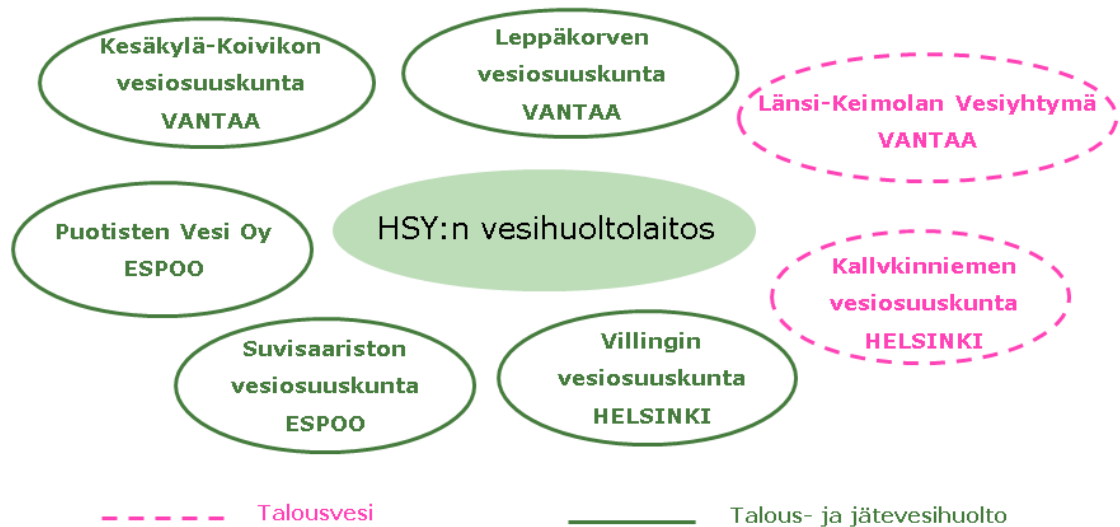 Kesäkylä-Koivikon
vesiosuuskunta
VANTAA
Leppäkorven
vesiosuuskunta
VANTAA
Länsi-Keimolan Vesiyhtymä
VANTAA
Puotisten Vesi Oy
ESPOO
HSY:n vesihuoltolaitos
Kallvkinniemen
vesiosuuskunta
HELSINKI
Suvisaariston
vesiosuuskunta
ESPOO
Villingin
vesiosuuskunta
HELSINKI
Talousvesi
Talous- ja jätevesihuolto